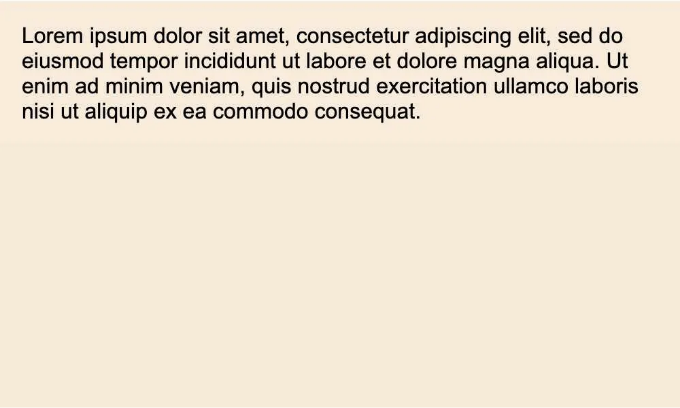 Lorem ipsum dolor sit amet, consectetur adipiscing elit, sed do
eiusmod tempor incididunt ut labore et dolore magna aliqua. Ut
enim ad minim veniam, quis nostrud exercitation ullamco laboris
nisi ut aliquip ex ea commodo consequat.